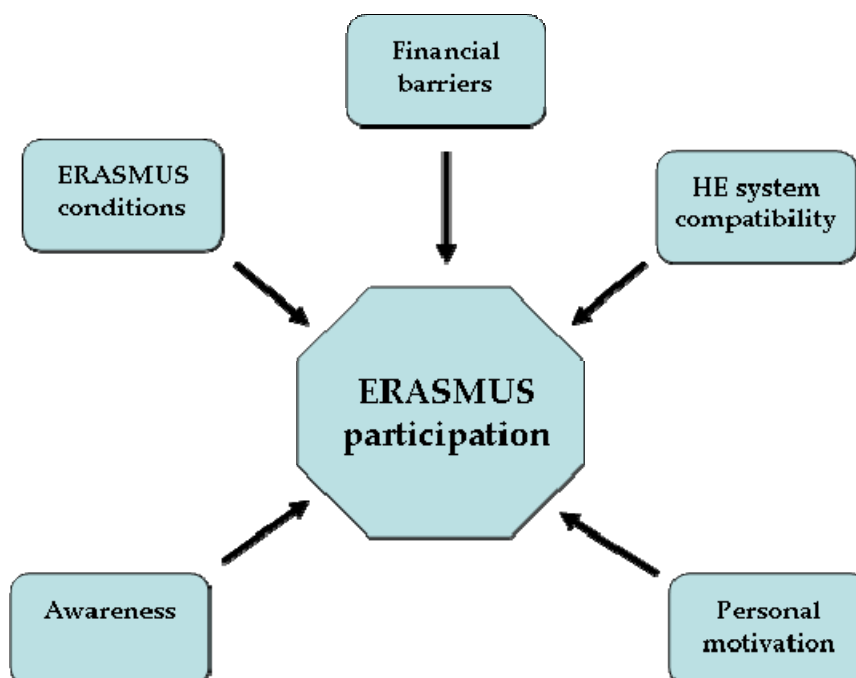 Financial
barriers
ERASMUS
conditions
HE system
compatibility
ERASMUS
participation
Awareness
Personal
motivation